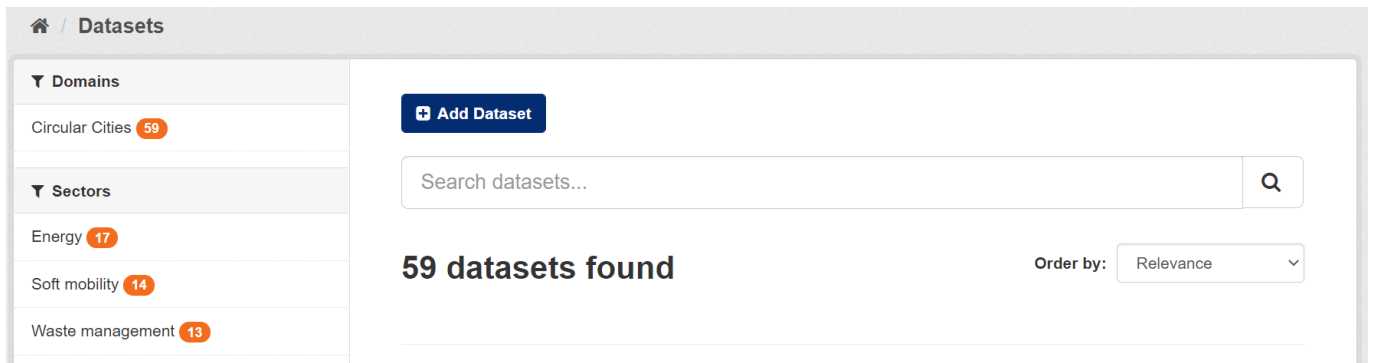 / Datasets
Domains
Circular Cities 59
Sectors
Energy 17
Soft mobility 14
Waste management 13
Add Dataset
Search datasets...
59 datasets found
Order by: Relevance